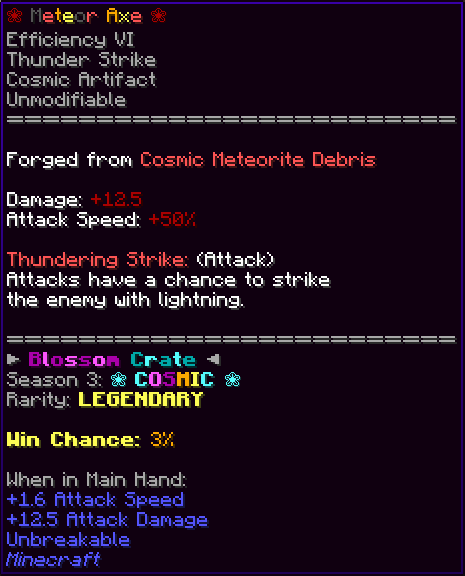 ❀ Meteor Axe ❀
Efficiency VI
Thunder Strike
Cosmic Artifact
Unmodifiable
=========================
Forged from Cosmic Meteorite Debris
Damage: +12.5
Attack Speed: +50%
Thundering Strike: (Attack)
Attacks have a chance to strike
the enemy with lightning.
=========================
► Blossom Crate ◄
Season 3: ❀ COSMIC ❀
Rarity: LEGENDARY
Win Chance: 3%
When in Main Hand:
+1.6 Attack Speed
+12.5 Attack Damage
Unbreakable
Minecraft